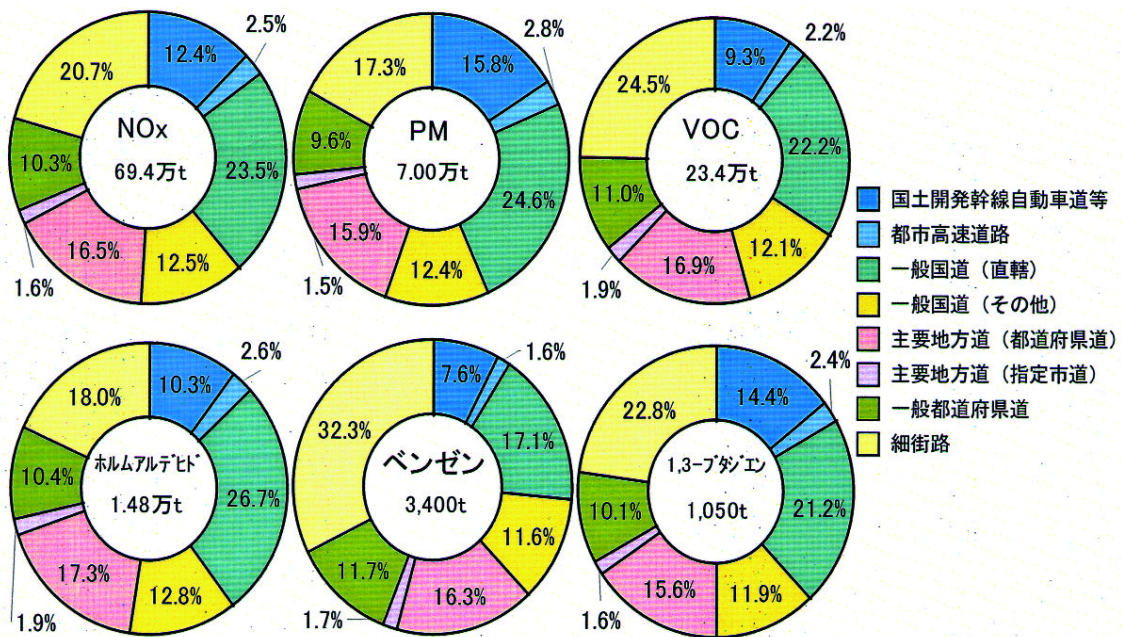 NOx
69.4万t
12.4%
2.5%
23.5%
12.5%
16.5%
1.6%
10.3%
20.7%
PM
7.00万t
15.8%
2.8%
24.6%
12.4%
15.9%
1.5%
9.6%
17.3%
VOC
23.4万t
9.3%
2.2%
22.2%
12.1%
16.9%
1.9%
11.0%
24.5%
ホルムアルデヒド
1.48万t
10.3%
2.6%
26.7%
12.8%
17.3%
1.9%
10.4%
18.0%
ベンゼン
3,400t
7.6%
1.6%
17.1%
11.6%
16.3%
1.7%
11.7%
32.3%
1,3-ブタジエン
1,050t
14.4%
2.4%
21.2%
11.9%
15.6%
1.6%
10.1%
22.8%
国土開発幹線自動車道等
都市高速道路
一般国道（直轄）
一般国道（その他）
主要地方道（都道府県道）
主要地方道（指定市道）
一般都道府県道
細街路